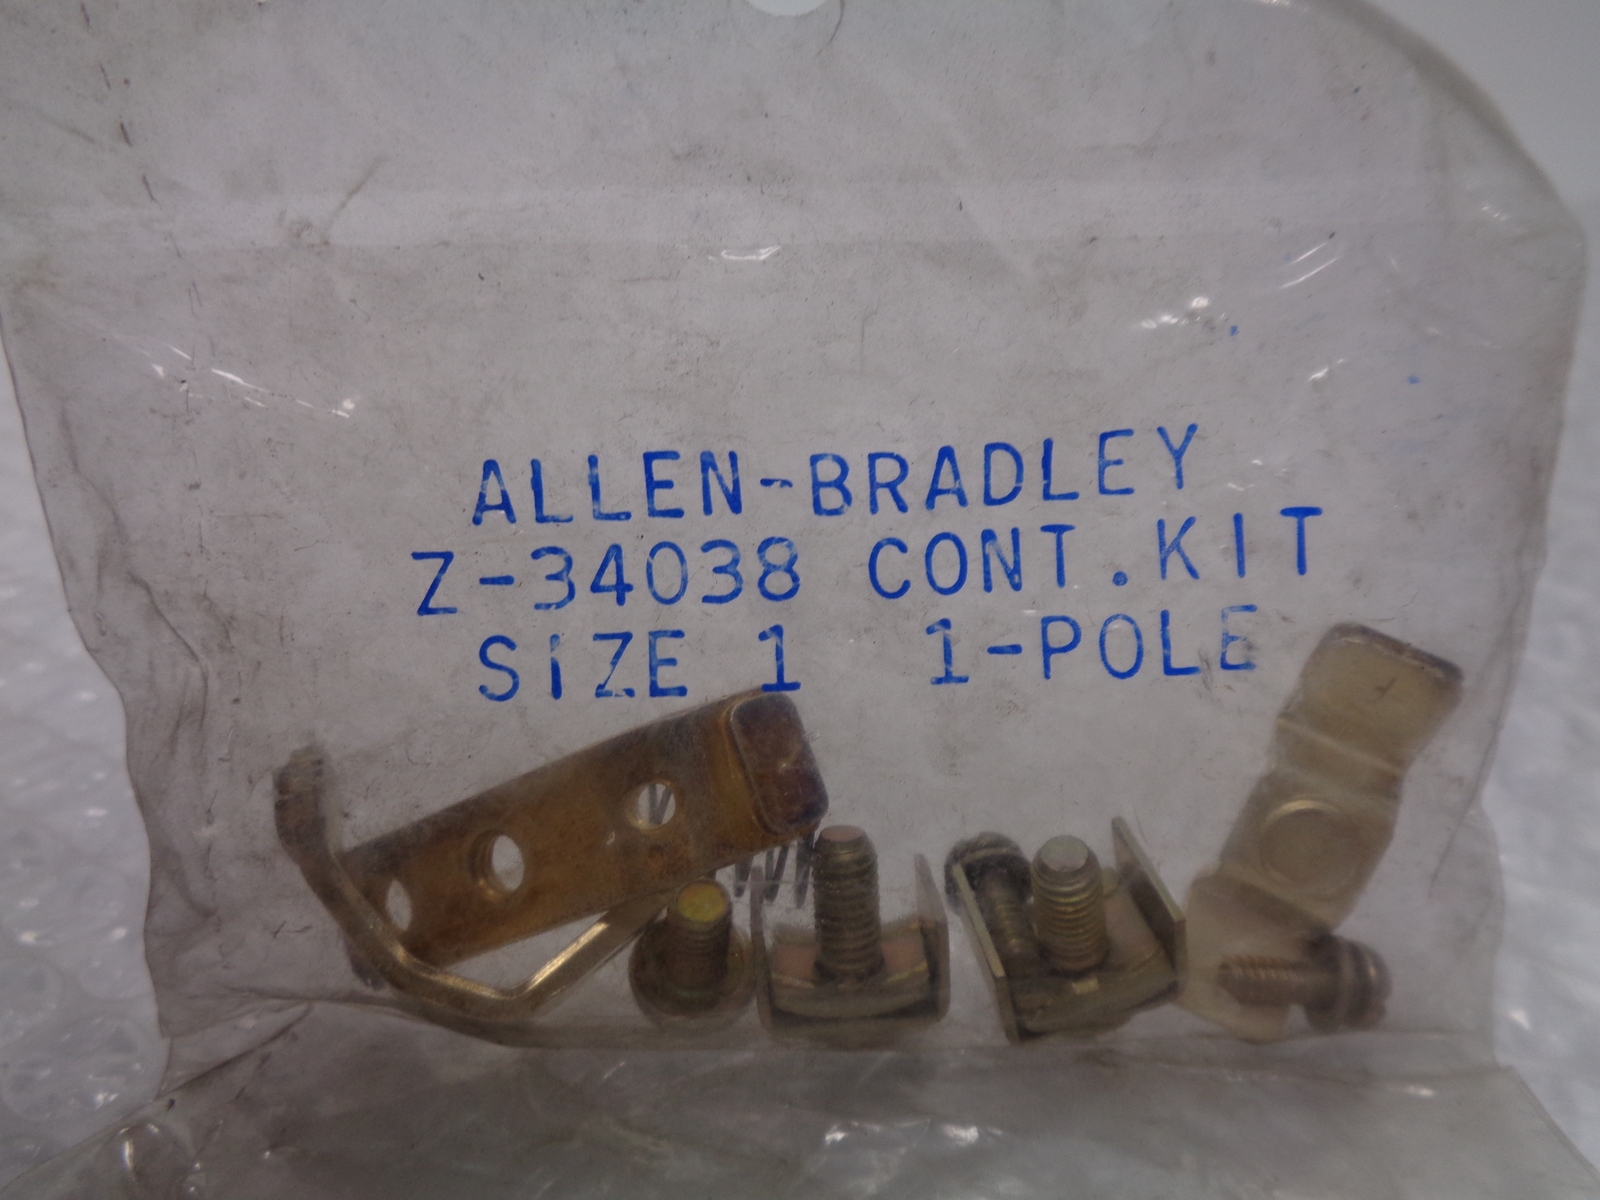 ALLEN-BRADLEY
Z-34038 CONT.KIT
SIZE 1 1-POLE